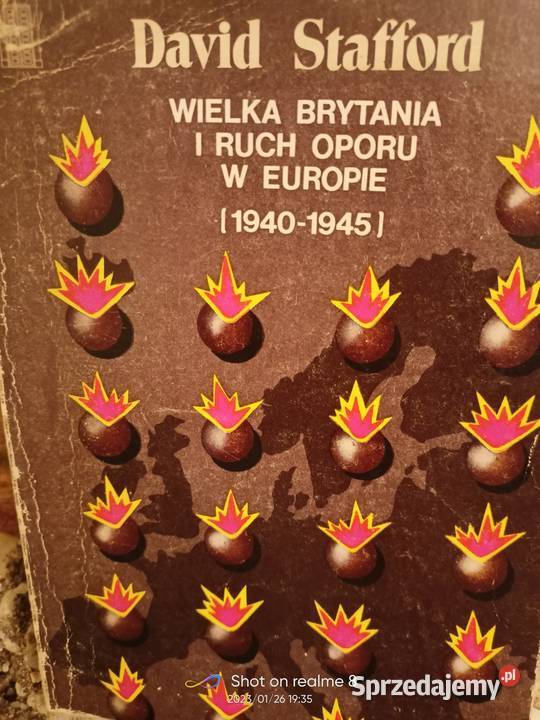 David Stafford
WIELKA BRYTANIA
I RUCH OPORU
W EUROPIE
(1940-1945)
Shot on realme 8
2023/01/26 19:35
Sprzedajemy.pl